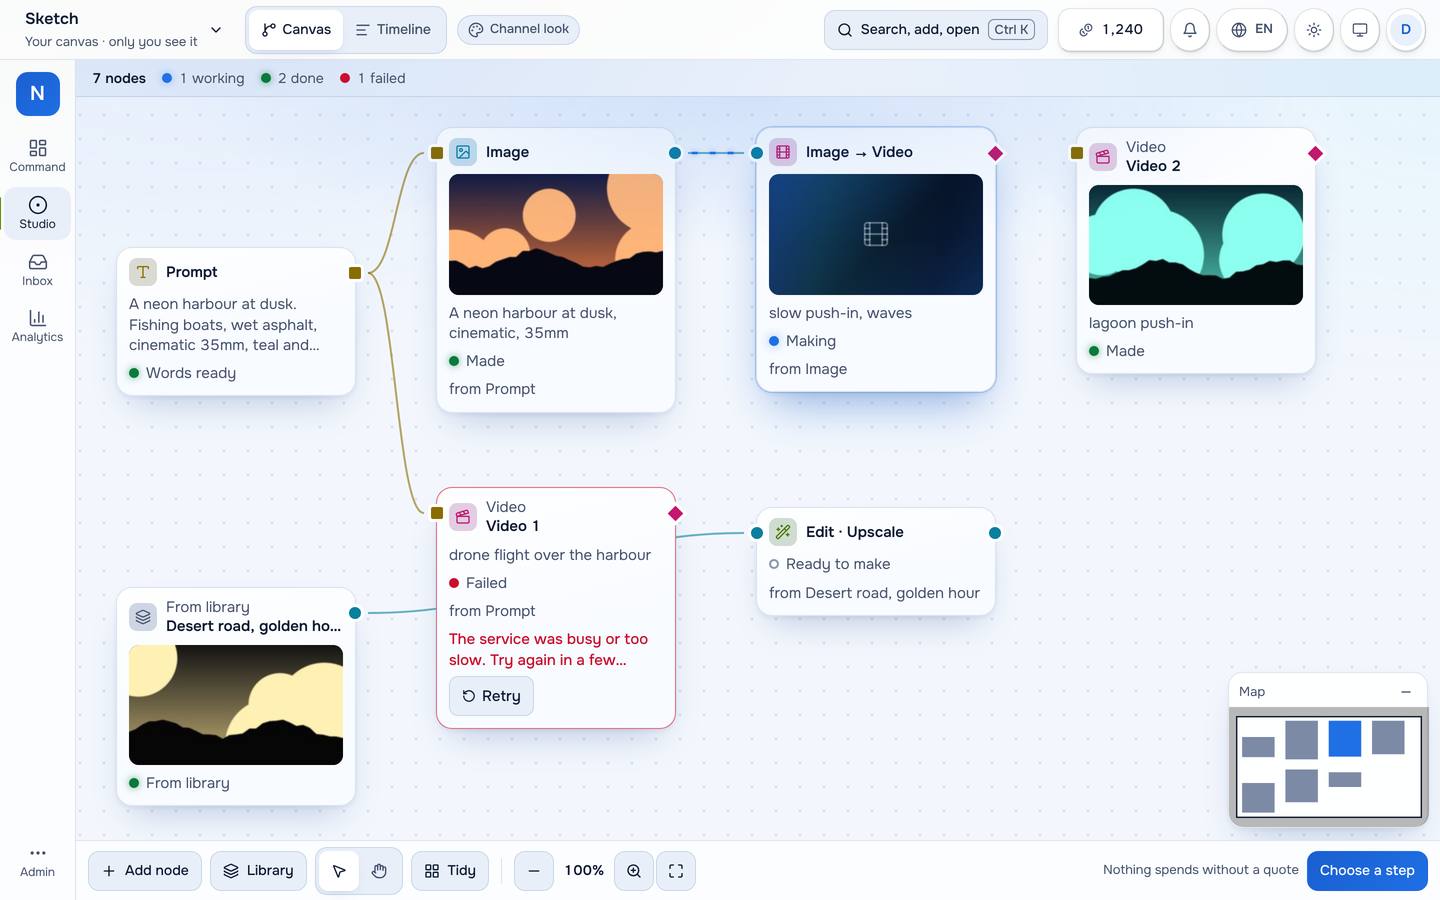 Sketch
Your canvas · only you see it
Canvas
Timeline
Channel look
Search, add, open
Ctrl K
1,240
EN
D
7 nodes
1 working
2 done
1 failed
N
Command
Studio
Inbox
Analytics
Admin
Prompt
A neon harbour at dusk.
Fishing boats, wet asphalt,
cinematic 35mm, teal and...
Words ready
Image
A neon harbour at dusk,
cinematic, 35mm
Made
from Prompt
Image → Video
slow push-in, waves
Making
from Image
Video
Video 2
lagoon push-in
Made
From library
Desert road, golden ho...
From library
Video
Video 1
drone flight over the harbour
Failed
from Prompt
The service was busy or too
slow. Try again in a few...
Retry
Edit · Upscale
Ready to make
from Desert road, golden hour
Map
Add node
Library
Tidy
100%
Nothing spends without a quote
Choose a step